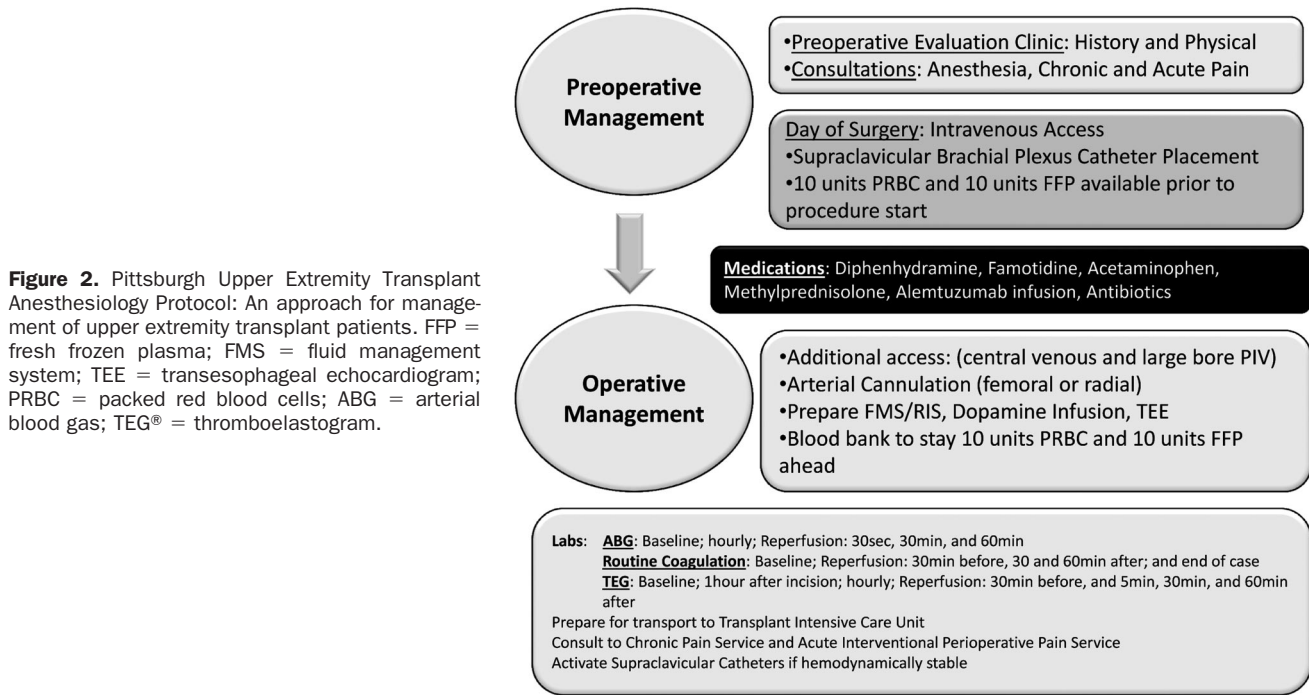 Preoperative
Management
•Preoperative Evaluation Clinic: History and Physical
•Consultations: Anesthesia, Chronic and Acute Pain
Day of Surgery: Intravenous Access
•Supraclavicular Brachial Plexus Catheter Placement
•10 units PRBC and 10 units FFP available prior to
procedure start
Medications: Diphenhydramine, Famotidine, Acetaminophen,
Methylprednisolone, Alemtuzumab infusion, Antibiotics
Operative
Management
•Additional access: (central venous and large bore PIV)
•Arterial Cannulation (femoral or radial)
•Prepare FMS/RIS, Dopamine Infusion, TEE
•Blood bank to stay 10 units PRBC and 10 units FFP
ahead
Labs: ABG: Baseline; hourly; Reperfusion: 30sec, 30min, and 60min
Routine Coagulation: Baseline; Reperfusion: 30min before, 30 and 60min after; and end of case
TEG: Baseline; 1hour after incision; hourly; Reperfusion: 30min before, and 5min, 30min, and 60min
after
Prepare for transport to Transplant Intensive Care Unit
Consult to Chronic Pain Service and Acute Interventional Perioperative Pain Service
Activate Supraclavicular Catheters if hemodynamically stable
Figure 2. Pittsburgh Upper Extremity Transplant
Anesthesiology Protocol: An approach for manage-
ment of upper extremity transplant patients. FFP =
fresh frozen plasma; FMS = fluid management
system; TEE = transesophageal echocardiogram;
PRBC = packed red blood cells; ABG = arterial
blood gas; TEG® = thromboelastogram.